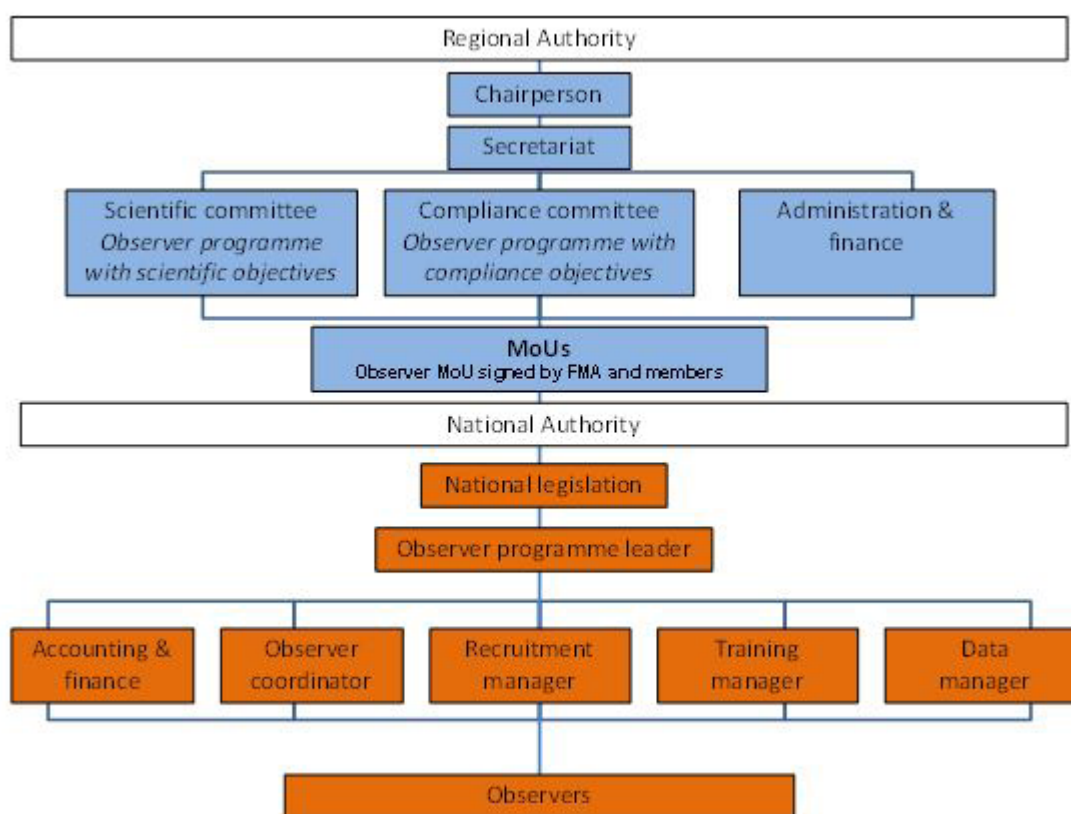 Regional Authority
Chairperson
Secretariat
Scientific committee
Observer programme
with scientific objectives
Compliance committee
Observer programme with
compliance objectives
Administration &
finance
MoUs
Observer MoU signed by FMA and members
National Authority
National legislation
Observer programme leader
Accounting &
finance
Observer
coordinator
Recruitment
manager
Training
manager
Data
manager
Observers